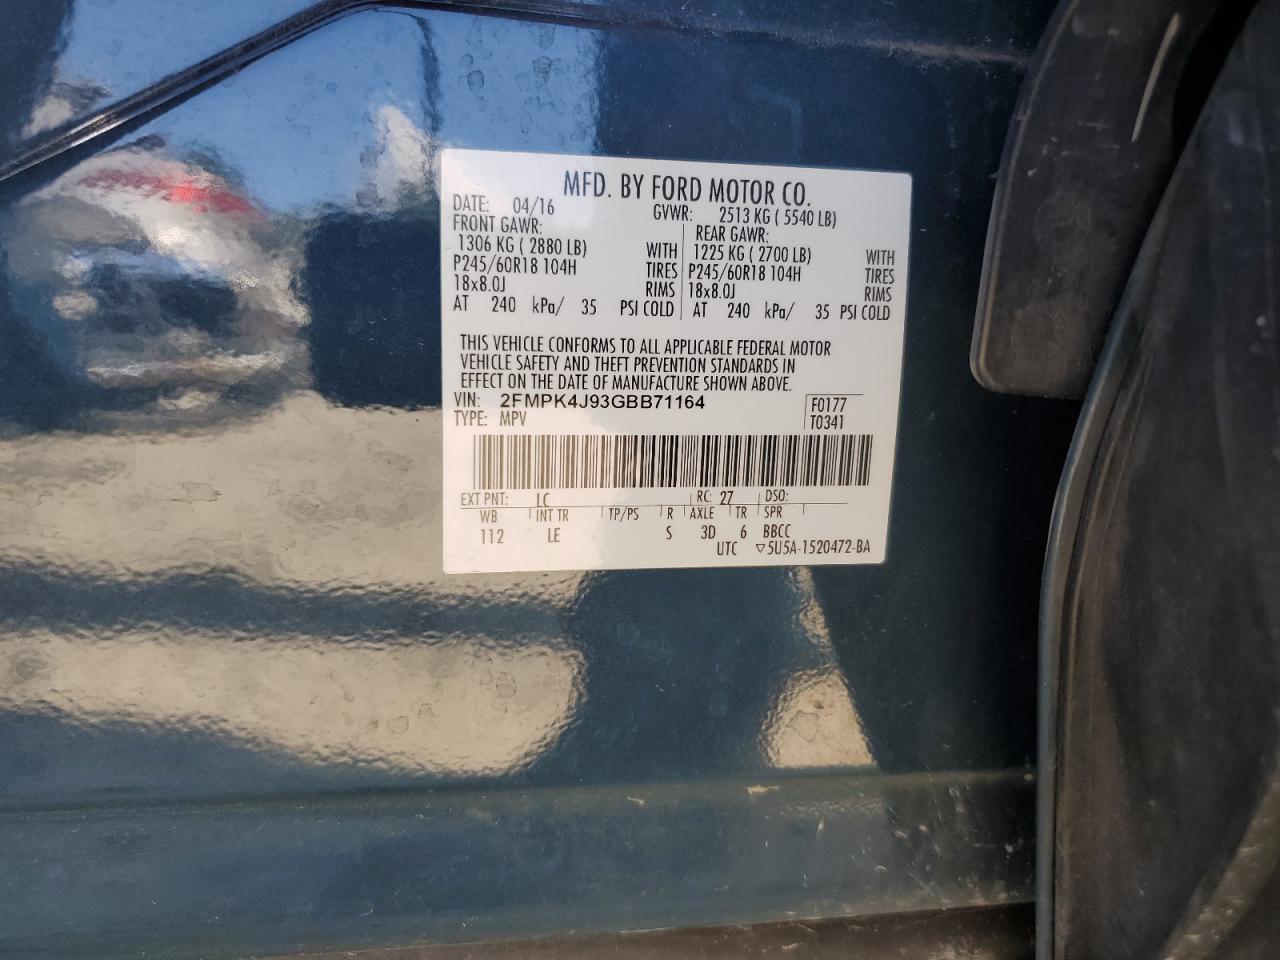 MFD. BY FORD MOTOR CO.
DATE: 04/16 GVWR: 2513 KG ( 5540 LB)
FRONT GAWR: REAR GAWR:
1306 KG ( 2880 LB) WITH 1225 KG ( 2700 LB) WITH
P245/60R18 104H TIRES P245/60R18 104H TIRES
18x8.0J RIMS 18x8.0J RIMS
AT 240 kPa/ 35 PSI COLD AT 240 kPa/ 35 PSI COLD
THIS VEHICLE CONFORMS TO ALL APPLICABLE FEDERAL MOTOR
VEHICLE SAFETY AND THEFT PREVENTION STANDARDS IN
EFFECT ON THE DATE OF MANUFACTURE SHOWN ABOVE.
VIN: 2FMPK4J93GBB71164 F0177
TYPE: MPV T0341
EXT PNT: LC RC: 27 DSO:
WB INT TR TP/PS R AXLE TR SPR
112 LE S 3D 6 BBCC
UTC ▽5U5A-1520472-BA